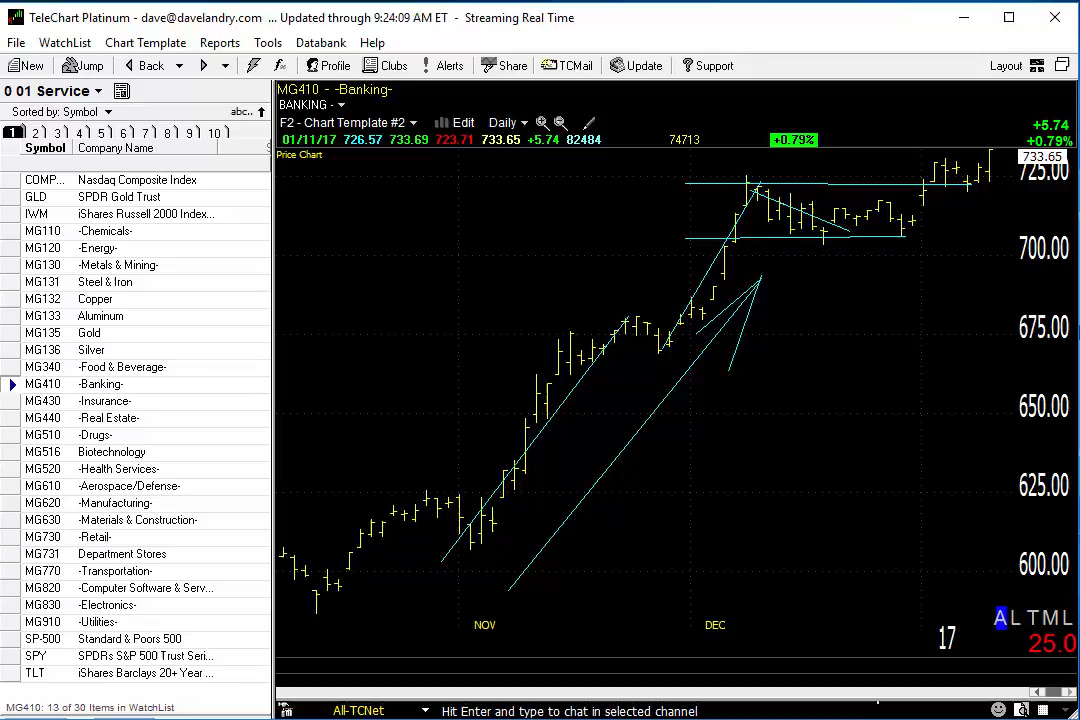 TeleChart Platinum - dave@davelandry.com ... Updated through 9:24:09 AM ET - Streaming Real Time
File WatchList Chart Template Reports Tools Databank Help
New Jump Back Profile Clubs Alerts Share TCMail Update Support Layout
0 01 Service
Sorted by: Symbol abc..
1 2 3 4 5 6 7 8 9 10
Symbol Company Name
COMP... Nasdaq Composite Index
GLD SPDR Gold Trust
IWM iShares Russell 2000 Index...
MG110 -Chemicals-
MG120 -Energy-
MG130 -Metals & Mining-
MG131 Steel & Iron
MG132 Copper
MG133 Aluminum
MG135 Gold
MG136 Silver
MG340 -Food & Beverage-
MG410 -Banking-
MG430 -Insurance-
MG440 -Real Estate-
MG510 -Drugs-
MG516 Biotechnology
MG520 -Health Services-
MG610 -Aerospace/Defense-
MG620 -Manufacturing-
MG630 -Materials & Construction-
MG730 -Retail-
MG731 Department Stores
MG770 -Transportation-
MG820 -Computer Software & Serv...
MG830 -Electronics-
MG910 -Utilities-
SP-500 Standard & Poors 500
SPY SPDRs S&P 500 Trust Seri...
TLT iShares Barclays 20+ Year ...
MG410: 13 of 30 Items in WatchList
MG410 - -Banking-
BANKING -
F2 - Chart Template #2 Edit Daily
+5.74
01/11/17 726.57 733.69 723.71 733.65 +5.74 82484 74713 +0.79% +0.79%
Price Chart
733.65
725.00
700.00
675.00
650.00
625.00
600.00
NOV DEC 17
A L T M L
25.0
All-TCNet Hit Enter and type to chat in selected channel